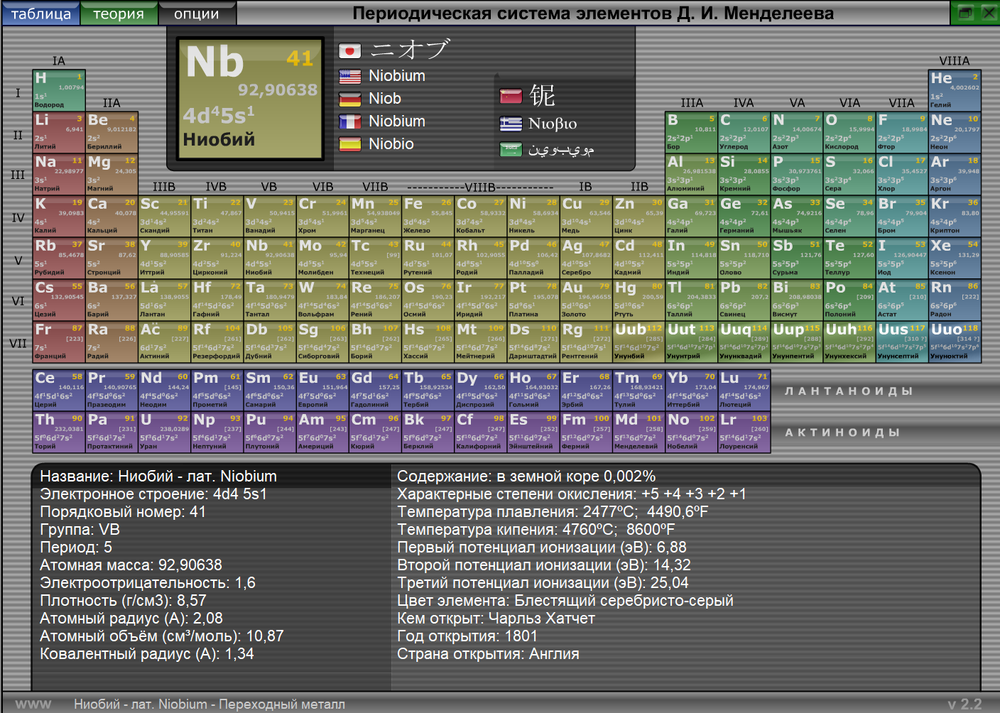 таблица теория опции Периодическая система элементов Д. И. Менделеева
Nb 41
92,90638
4d⁴5s¹
Ниобий
ニオブ
Niobium
Niob
Niobium
Niobio
铌
Νιοβιο
نيوبيوم
IA VIIIA
I H 1 He 2
1,00794 4,002602
1s¹ 1s²
Водород Гелий
IIA IIIA IVA VA VIA VIIA
II Li 3 Be 4 B 5 C 6 N 7 O 8 F 9 Ne 10
6,941 9,012182 10,811 12,0107 14,00674 15,9994 18,9984 20,1797
2s¹ 2s² 2s²2p¹ 2s²2p² 2s²2p³ 2s²2p⁴ 2s²2p⁵ 2s²2p⁶
Литий Бериллий Бор Углерод Азот Кислород Фтор Неон
III Na 11 Mg 12 Al 13 Si 14 P 15 S 16 Cl 17 Ar 18
22,98977 24,305 26,981538 28,0855 30,973761 32,066 35,4527 39,948
3s¹ 3s² 3s²3p¹ 3s²3p² 3s²3p³ 3s²3p⁴ 3s²3p⁵ 3s²3p⁶
Натрий Магний Алюминий Кремний Фосфор Сера Хлор Аргон
IIIB IVB VB VIB VIIB ----------VIIIB---------- IB IIB
IV K 19 Ca 20 Sc 21 Ti 22 V 23 Cr 24 Mn 25 Fe 26 Co 27 Ni 28 Cu 29 Zn 30 Ga 31 Ge 32 As 33 Se 34 Br 35 Kr 36
39,0983 40,078 44,95591 47,867 50,9415 51,9961 54,938049 55,845 58,9332 58,6934 63,546 65,39 69,723 72,61 74,9216 78,96 79,904 83,80
4s¹ 4s² 3d¹4s² 3d²4s² 3d³4s² 3d⁵4s¹ 3d⁵4s² 3d⁶4s² 3d⁷4s² 3d⁸4s² 3d¹⁰4s¹ 3d¹⁰4s² 4s²4p¹ 4s²4p² 4s²4p³ 4s²4p⁴ 4s²4p⁵ 4s²4p⁶
Калий Кальций Скандий Титан Ванадий Хром Марганец Железо Кобальт Никель Медь Цинк Галий Германий Мышьяк Селен Бром Криптон
V Rb 37 Sr 38 Y 39 Zr 40 Nb 41 Mo 42 Tc 43 Ru 44 Rh 45 Pd 46 Ag 47 Cd 48 In 49 Sn 50 Sb 51 Te 52 I 53 Xe 54
85,4678 87,62 88,90585 91,224 92,90638 95,94 [99] 101,07 102,9055 106,42 107,8682 112,411 114,818 118,710 121,76 127,60 126,90447 131,29
5s¹ 5s² 4d¹5s² 4d²5s² 4d⁴5s¹ 4d⁵5s¹ 4d⁵5s² 4d⁷5s¹ 4d⁸5s¹ 4d¹⁰5s⁰ 4d¹⁰5s¹ 4d¹⁰5s² 5s²5p¹ 5s²5p² 5s²5p³ 5s²5p⁴ 5s²5p⁵ 5s²5p⁶
Рубидий Стронций Иттрий Цирконий Ниобий Молибден Технеций Рутений Родий Палладий Серебро Кадмий Индий Олово Сурьма Теллур Иод Ксенон
VI Cs 55 Ba 56 La 57 Hf 72 Ta 73 W 74 Re 75 Os 76 Ir 77 Pt 78 Au 79 Hg 80 Tl 81 Pb 82 Bi 83 Po 84 At 85 Rn 86
132,90545 137,327 138,9055 178,49 180,9479 183,84 186,207 190,23 192,217 195,078 196,96655 200,59 204,3833 207,2 208,98038 [209] [210] [222]
6s¹ 6s² 5d¹6s² 4f¹⁴5d²6s² 4f¹⁴5d³6s² 4f¹⁴5d⁴6s² 4f¹⁴5d⁵6s² 4f¹⁴5d⁶6s² 4f¹⁴5d⁷6s² 5d⁹6s¹ 5d¹⁰6s¹ 5d¹⁰6s² 6s²6p¹ 6s²6p² 6s²6p³ 6s²6p⁴ 6s²6p⁵ 6s²6p⁶
Цезий Барий Лантан Гафний Тантал Вольфрам Рений Осмий Иридий Платина Золото Ртуть Таллий Свинец Висмут Полоний Астат Радон
VII Fr 87 Ra 88 Ac 89 Rf 104 Db 105 Sg 106 Bh 107 Hs 108 Mt 109 Ds 110 Rg 111 Uub 112 Uut 113 Uuq 114 Uup 115 Uuh 116 Uus 117 Uuo 118
[223] [226] [227] [261] [262] [263] [262] [265] [266] [271] [272] [285] [284] [289] [288] [292] [310 ?] [314 ?]
7s¹ 7s² 6d¹7s² 5f¹⁴6d²7s² 5f¹⁴6d³7s² 5f¹⁴6d⁴7s² 5f¹⁴6d⁵7s² 5f¹⁴6d⁶7s² 5f¹⁴6d⁷7s² 5f¹⁴6d⁸7s² 5f¹⁴6d¹⁰7s¹ 5f¹⁴6d¹⁰7s² 5f¹⁴6d¹⁰7s²7p¹ 5f¹⁴6d¹⁰7s²7p² 5f¹⁴6d¹⁰7s²7p³ 5f¹⁴6d¹⁰7s²7p⁴ 5f¹⁴6d¹⁰7s²7p⁵ 5f¹⁴6d¹⁰7s²7p⁶
Франций Радий Актиний Резерфордий Дубний Сиборговий Борий Хассий Мейтнерий Дармштадтий Рентгений Унунбий Унунтрий Унунквадий Унунпентий Унунхексий Унунсептий Унуноктий
Ce 58 Pr 59 Nd 60 Pm 61 Sm 62 Eu 63 Gd 64 Tb 65 Dy 66 Ho 67 Er 68 Tm 69 Yb 70 Lu 71
140,116 140,90765 144,24 [145] 150,36 151,964 157,25 158,92534 162,50 164,93032 167,26 168,93421 173,04 174,967
4f¹5d¹6s² 4f³5d⁰6s² 4f⁴5d⁰6s² 4f⁵5d⁰6s² 4f⁶5d⁰6s² 4f⁷5d⁰6s² 4f⁷5d¹6s² 4f⁹5d⁰6s² 4f¹⁰5d⁰6s² 4f¹¹5d⁰6s² 4f¹²5d⁰6s² 4f¹³5d⁰6s² 4f¹⁴5d⁰6s² 4f¹⁴5d¹6s²
Церий Празеодим Неодим Прометий Самарий Европий Гадолиний Тербий Диспрозий Гольмий Эрбий Тулий Иттербий Лютеций
ЛАНТАНОИДЫ
Th 90 Pa 91 U 92 Np 93 Pu 94 Am 95 Cm 96 Bk 97 Cf 98 Es 99 Fm 100 Md 101 No 102 Lr 103
232,0381 [231] 238,0289 [237] [244] [243] [247] [247] [247] [252] [257] [258] [259] [260]
5f⁰6d²7s² 5f²6d¹7s² 5f³6d¹7s² 5f⁴6d¹7s² 5f⁶6d⁰7s² 5f⁷6d⁰7s² 5f⁷6d¹7s² 5f⁹6d⁰7s² 5f¹⁰6d⁰7s² 5f¹¹6d⁰7s² 5f¹²6d⁰7s² 5f¹³6d⁰7s² 5f¹⁴6d⁰7s² 5f¹⁴6d¹7s²
Торий Протактиний Уран Нептуний Плутоний Америций Кюрий Берклий Калифорний Эйнштейний Фермий Менделевий Нобелий Лоуренсий
АКТИНОИДЫ
Название: Ниобий - лат. Niobium
Электронное строение: 4d4 5s1
Порядковый номер: 41
Группа: VB
Период: 5
Атомная масса: 92,90638
Электроотрицательность: 1,6
Плотность (г/см3): 8,57
Атомный радиус (А): 2,08
Атомный объём (см³/моль): 10,87
Ковалентный радиус (А): 1,34
Содержание: в земной коре 0,002%
Характерные степени окисления: +5 +4 +3 +2 +1
Температура плавления: 2477ºC; 4490,6ºF
Температура кипения: 4760ºC; 8600ºF
Первый потенциал ионизации (эВ): 6,88
Второй потенциал ионизации (эВ): 14,32
Третий потенциал ионизации (эВ): 25,04
Цвет элемента: Блестящий серебристо-серый
Кем открыт: Чарльз Хатчет
Год открытия: 1801
Страна открытия: Англия
www Ниобий - лат. Niobium - Переходный металл v 2.2